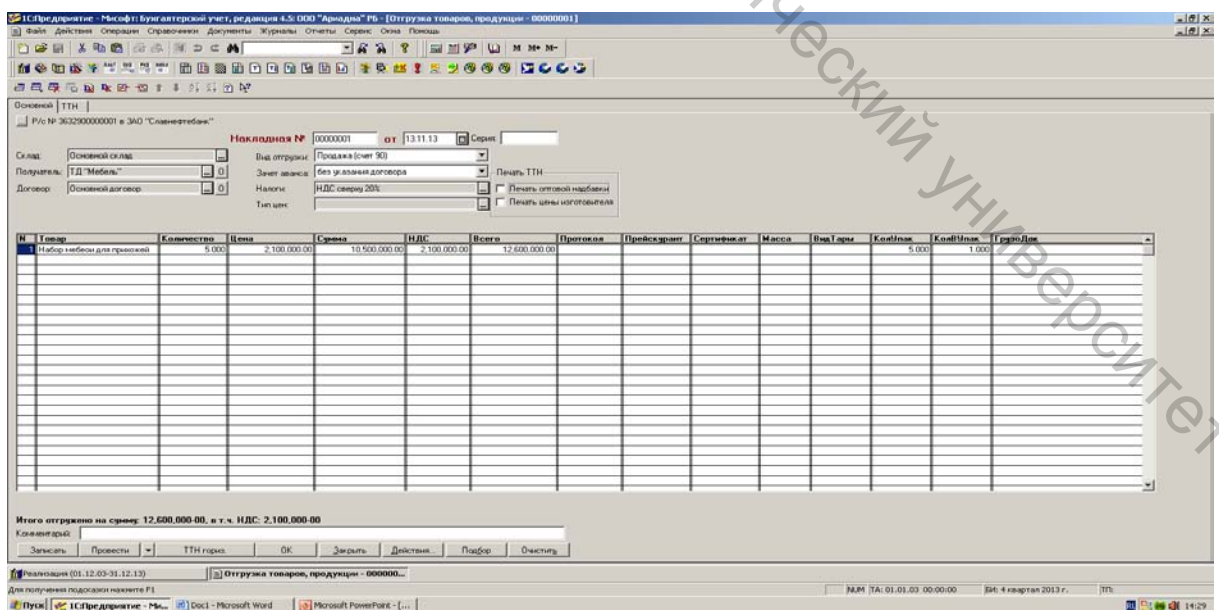 1С:Предприятие - Мисофт: Бухгалтерский учет, редакция 4.5: ООО "Ариадна" РБ - [Отгрузка товаров, продукции - 00000001]
Файл Действия Операции Справочники Документы Журналы Отчеты Сервис Окна Помощь
M M+ M-
Основной ТТН
Р/с № 3632900000001 в ЗАО "Славнефтебанк"
Накладная № 00000001 от 13.11.13 Серия:
Склад: Основной склад Вид отгрузки: Продажа (счет 90)
Получатель: ТД "Мебель" 0 Зачет аванса: без указания договора Печать ТТН
Договор: Основной договор 0 Налоги: НДС сверху 20% Печать оптовой надбавки
Тип цен: Печать цены изготовителя
N Товар Количество Цена Сумма НДС Всего Протокол Прейскурант Сертификат Масса ВидТары КолУпак КолВУпак ГрузоДок
1 Набор мебели для прихожей 5.000 2,100,000.00 10,500,000.00 2,100,000.00 12,600,000.00 5.000 1.000
Итого отгружено на сумму: 12,600,000-00, в т.ч. НДС: 2,100,000-00
Комментарий:
Записать Провести ТТН гориз. OK Закрыть Действия... Подбор Очистить
Реализация (01.12.03-31.12.13) Отгрузка товаров, продукции - 000000...
Для получения подсказки нажмите F1 NUM TA: 01.01.03 00:00:00 БИ: 4 квартал 2013 г. ТП:
Пуск 1С:Предприятие - Ми... Doc1 - Microsoft Word Microsoft PowerPoint - [... 14:29
ический университет